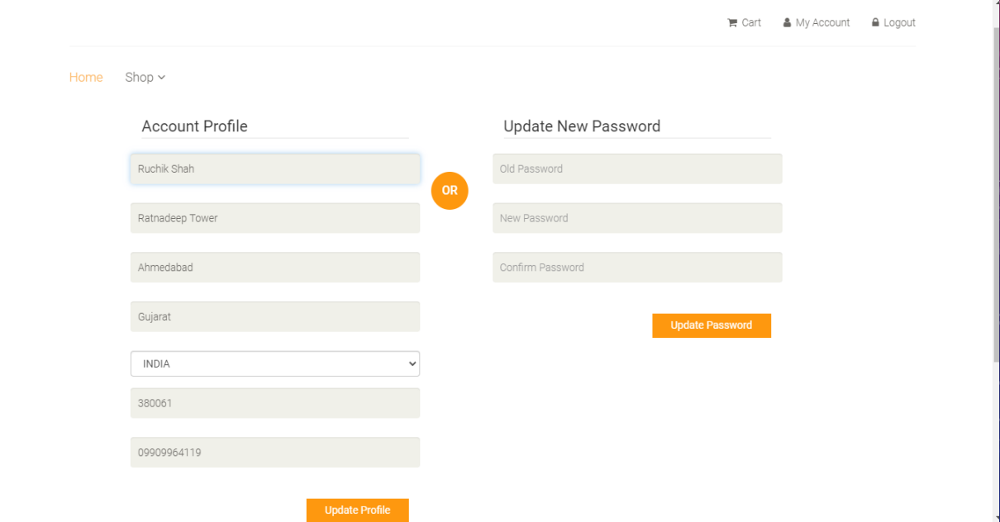 Cart My Account Logout
Home Shop
Account Profile
Ruchik Shah
Ratnadeep Tower
Ahmedabad
Gujarat
INDIA
380061
09909964119
Update Profile
OR
Update New Password
Old Password
New Password
Confirm Password
Update Password